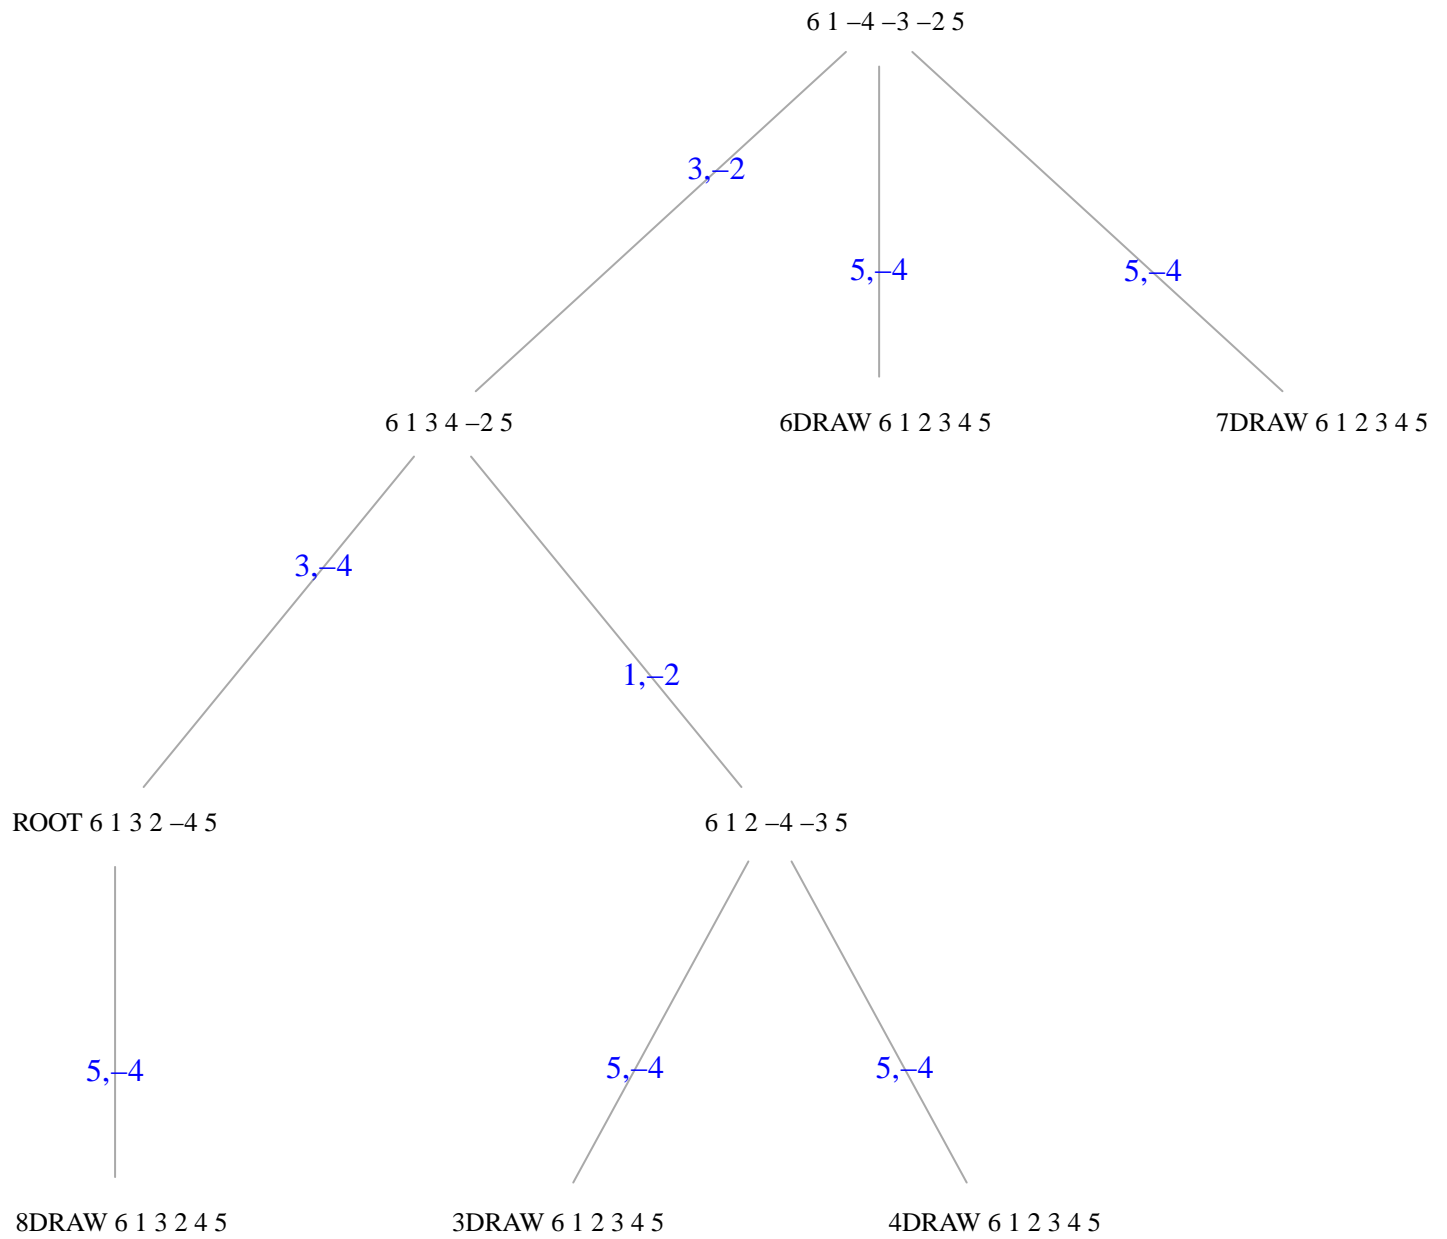 6 1 –4 –3 –2 5
3,–2
5,–4
5,–4
6 1 3 4 –2 5
6DRAW 6 1 2 3 4 5
7DRAW 6 1 2 3 4 5
3,–4
1,–2
ROOT 6 1 3 2 –4 5
6 1 2 –4 –3 5
5,–4
5,–4
5,–4
8DRAW 6 1 3 2 4 5
3DRAW 6 1 2 3 4 5
4DRAW 6 1 2 3 4 5